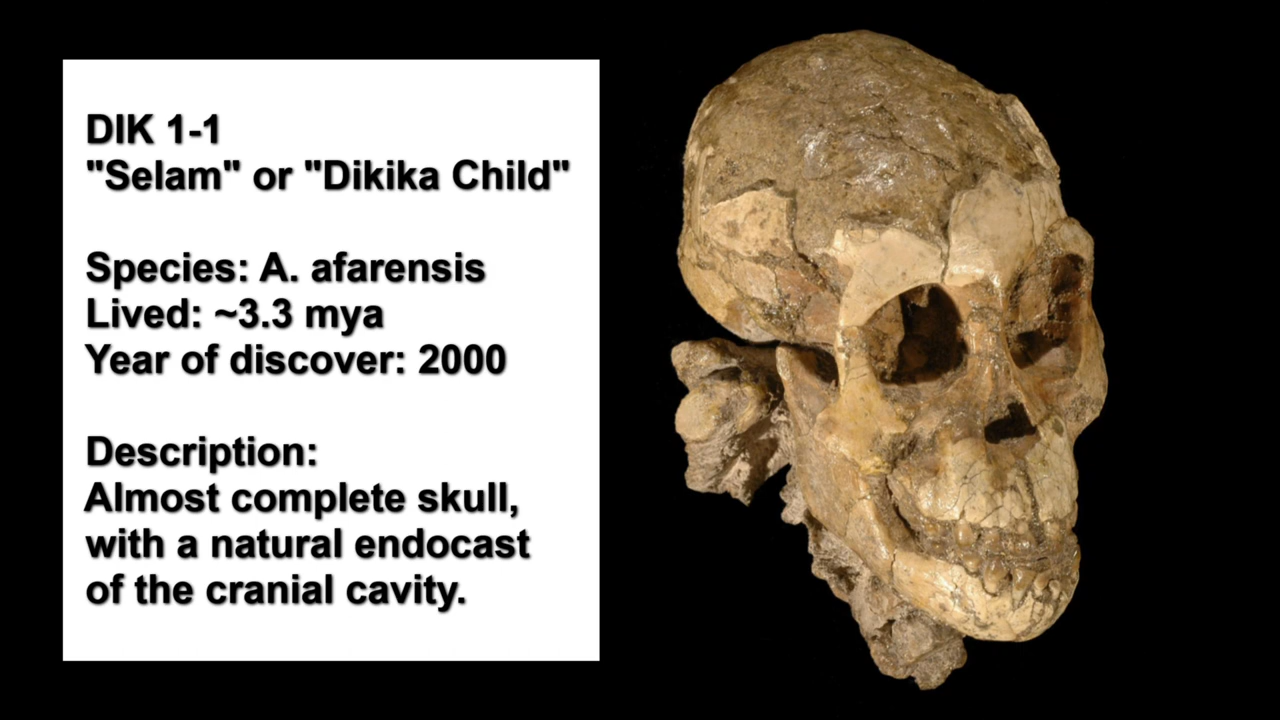 DIK 1-1
"Selam" or "Dikika Child"
Species: A. afarensis
Lived: ~3.3 mya
Year of discover: 2000
Description:
Almost complete skull,
with a natural endocast
of the cranial cavity.